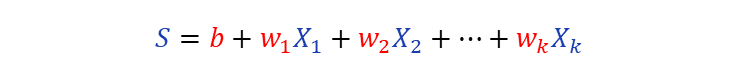 S = b + w₁X₁ + w₂X₂ + ⋯ + wₖXₖ